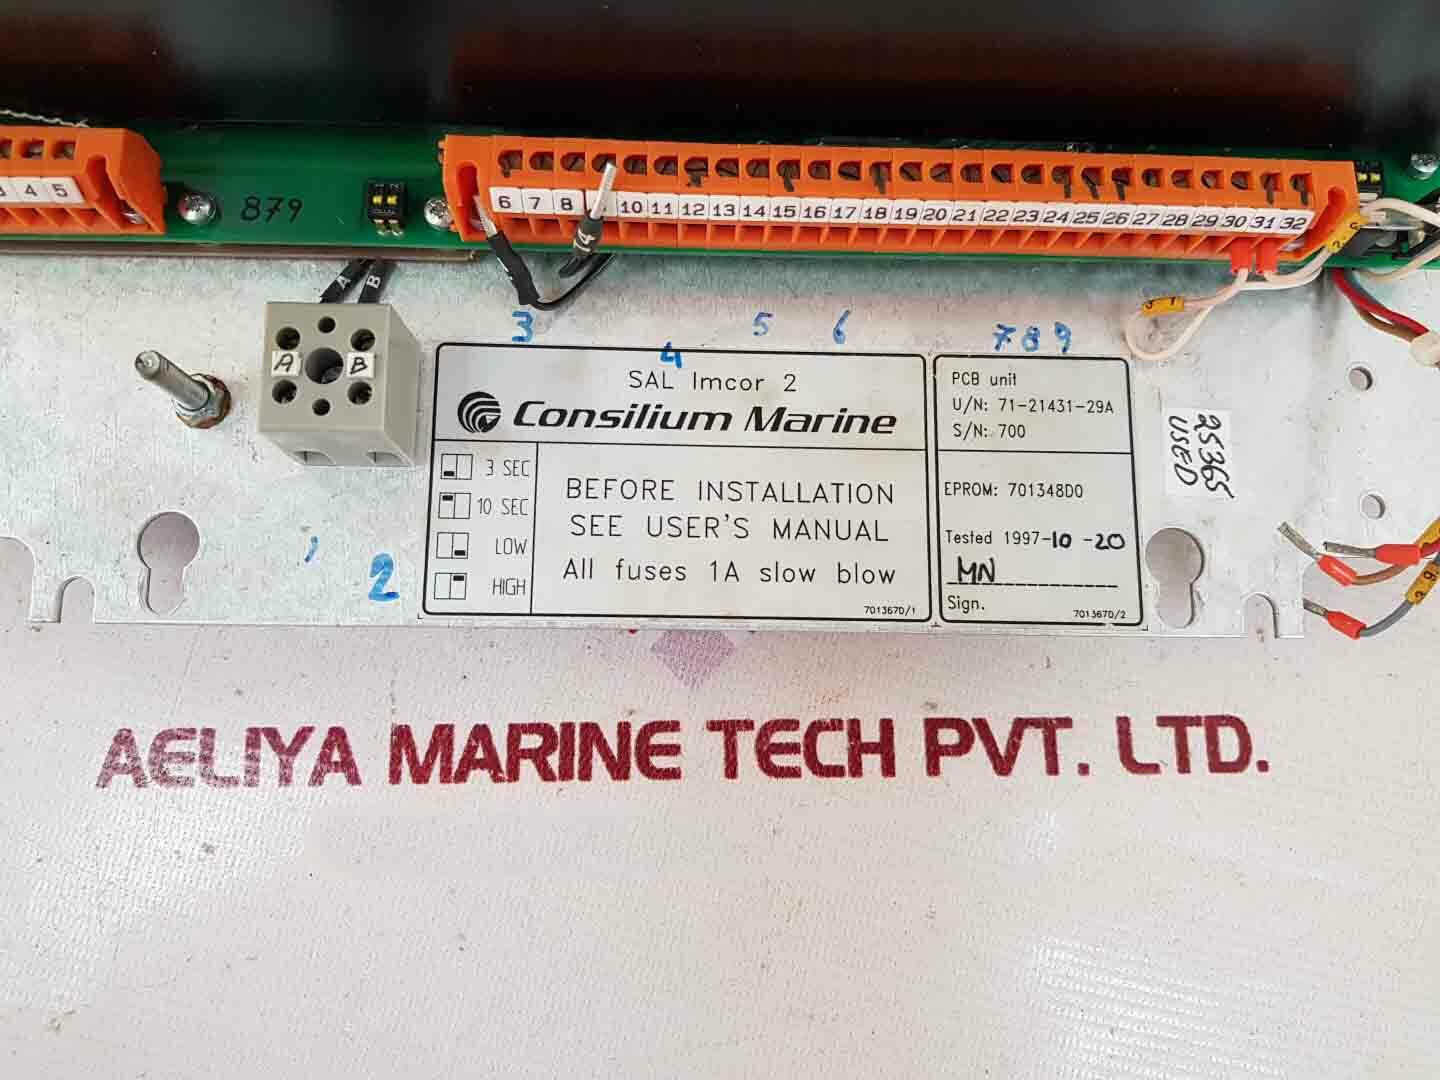 3 4 5
879
6 7 8 10 11 12 13 14 15 16 17 18 19 20 21 22 23 24 25 26 27 28 29 30 31 32
14
A B
A B
3 4 5 6 7 8 9
2
SAL Imcor 2
Consilium Marine
3 SEC
10 SEC
LOW
HIGH
BEFORE INSTALLATION
SEE USER'S MANUAL
All fuses 1A slow blow
701367D/1
PCB unit
U/N: 71-21431-29A
S/N: 700
EPROM: 701348D0
Tested 1997-10-20
MN
Sign.
701367D/2
25365
USED
AELIYA MARINE TECH PVT. LTD.